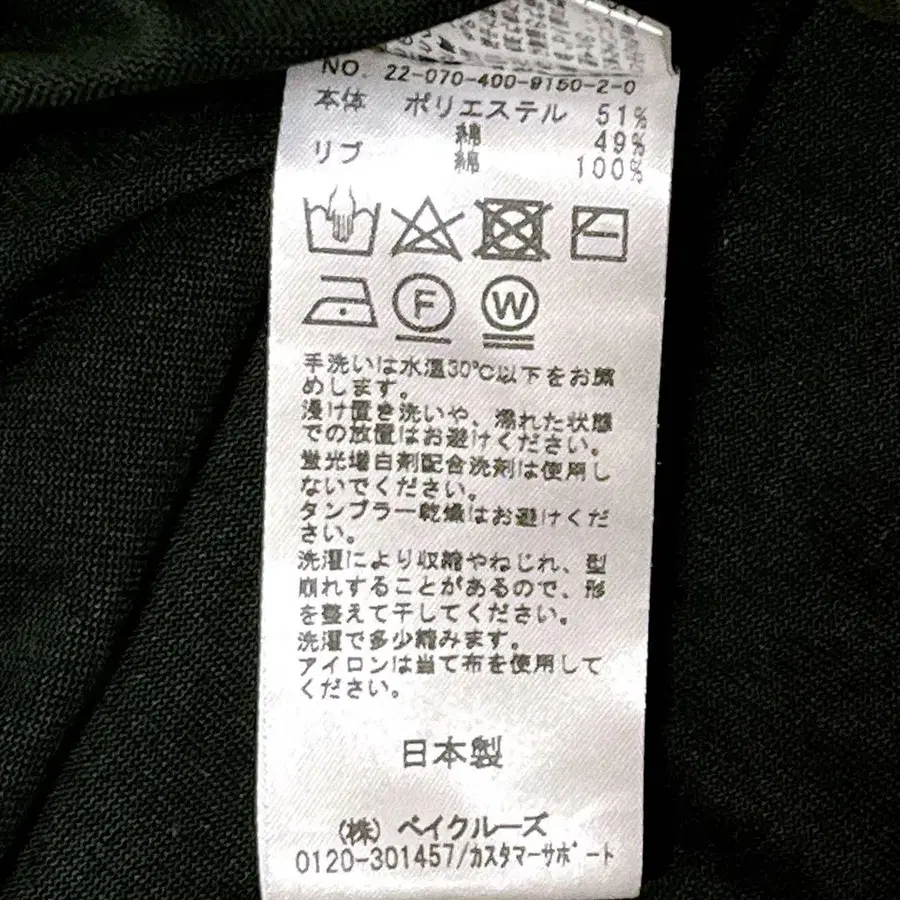 NO. 22-070-400-9150-2-0
本体 ポリエステル 51%
綿 49%
リブ 綿 100%
F W
手洗いは水温30℃以下をお薦
めします。
浸け置き洗いや、濡れた状態
での放置はお避けください。
蛍光増白剤配合洗剤は使用し
ないでください。
タンブラー乾燥はお避けくだ
さい。
洗濯により収縮やねじれ、型
崩れすることがあるので、形
を整えて干してください。
洗濯で多少縮みます。
アイロンは当て布を使用して
ください。
日本製
(株) ベイクルーズ
0120-301457/カスタマーサポート